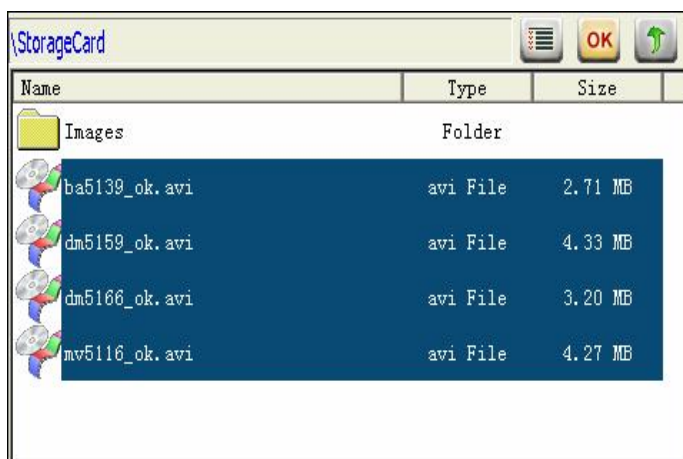 \StorageCard OK
Name Type Size
Images Folder
ba5139_ok.avi avi File 2.71 MB
dm5159_ok.avi avi File 4.33 MB
dm5166_ok.avi avi File 3.20 MB
mv5116_ok.avi avi File 4.27 MB